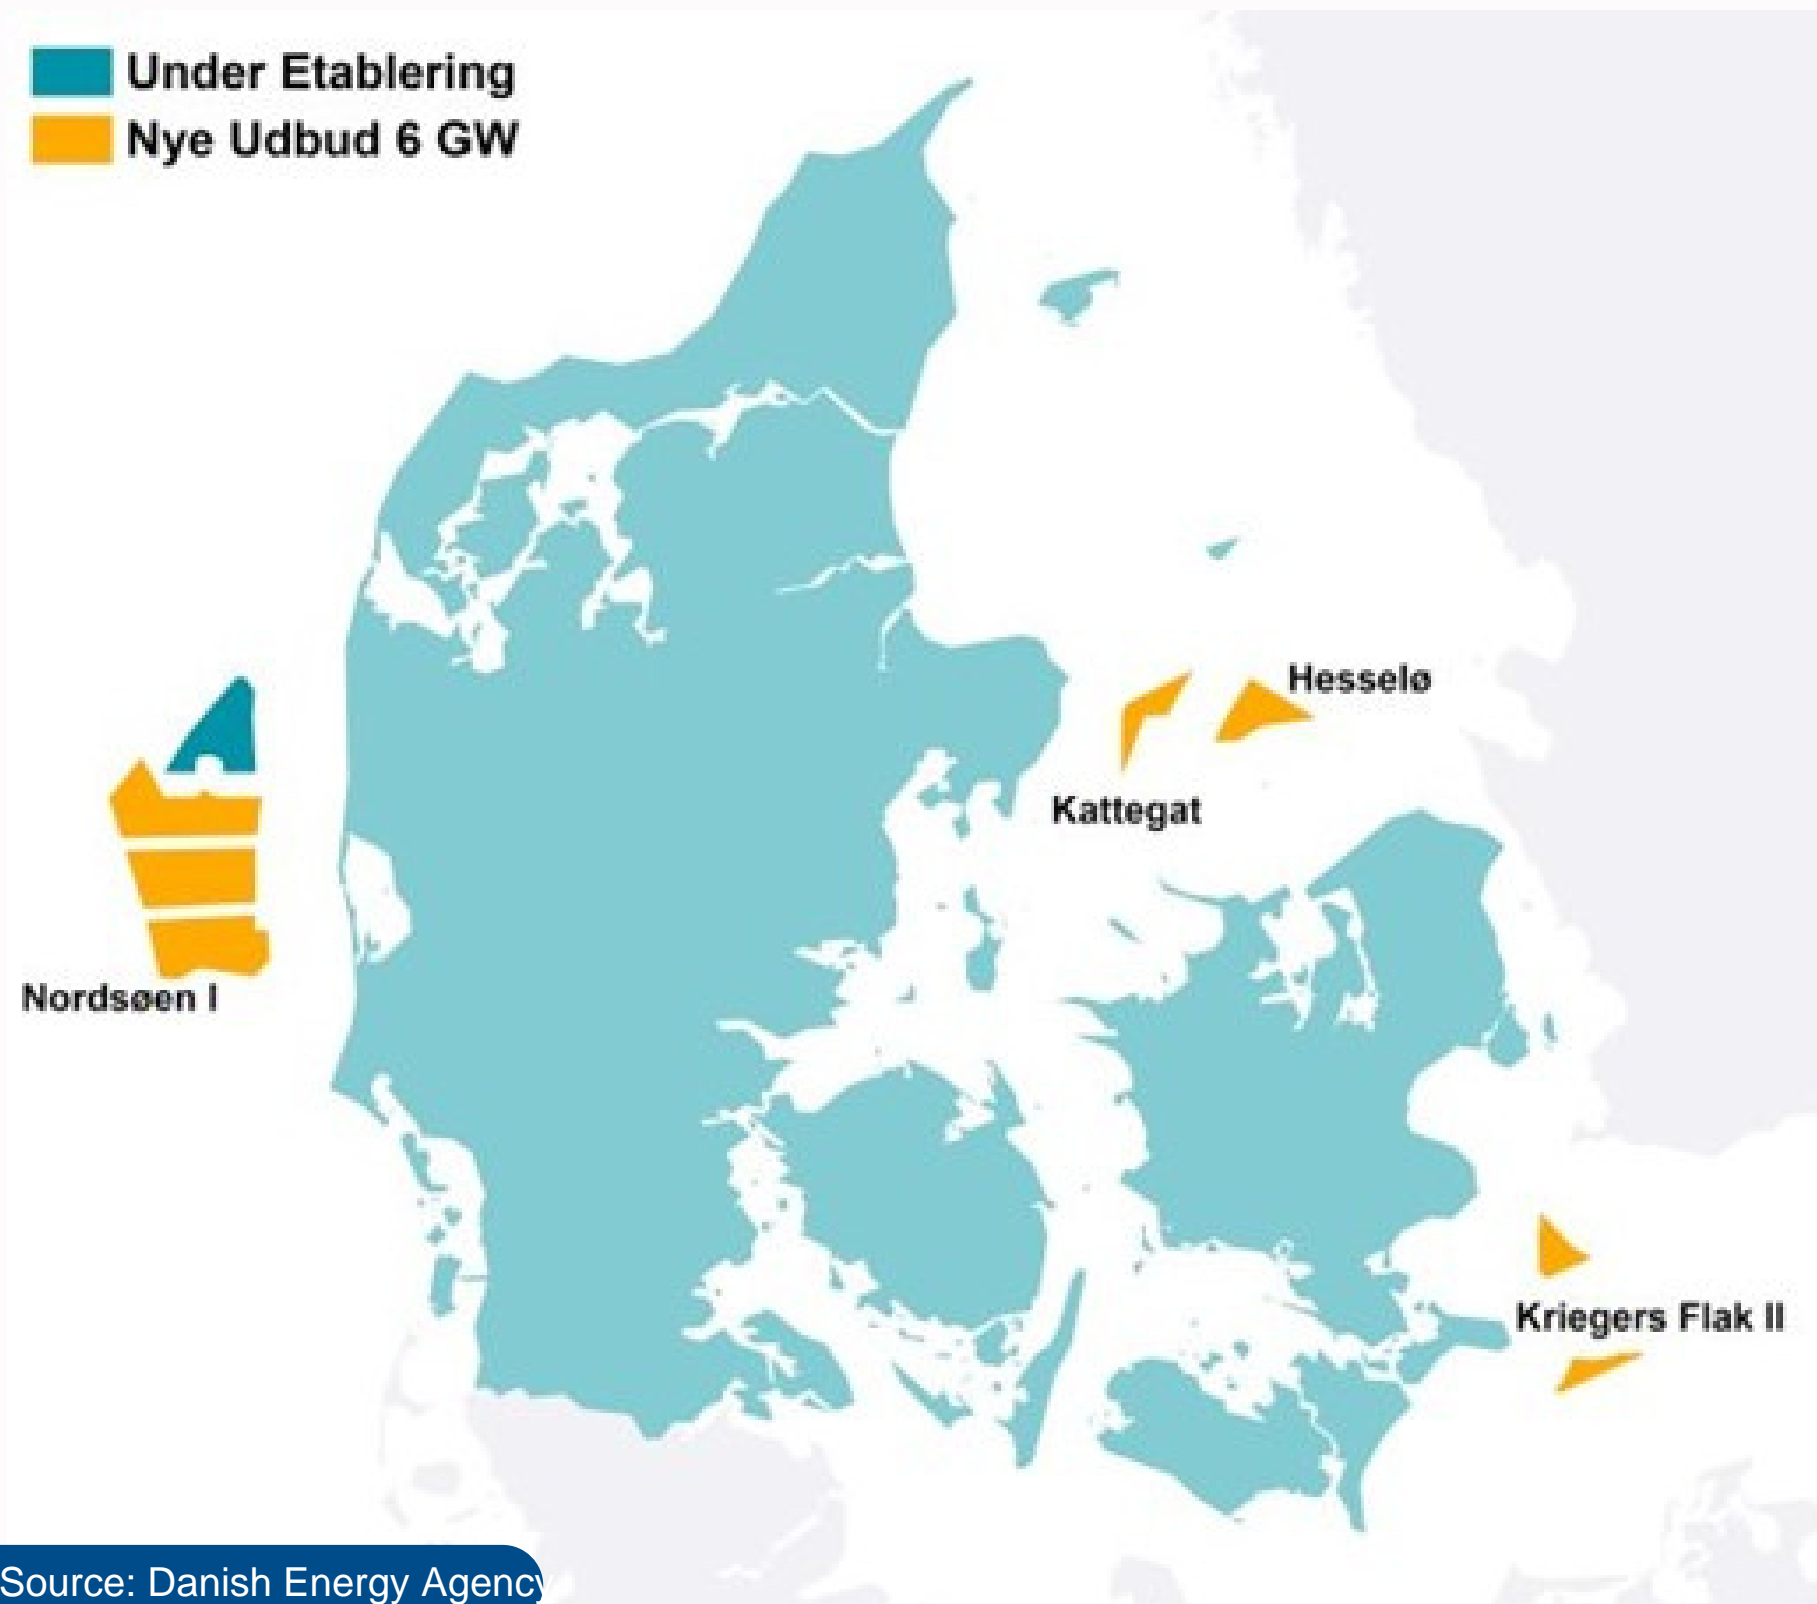 Under Etablering
Nye Udbud 6 GW
Hesselø
Kattegat
Nordsøen I
Kriegers Flak II
Source: Danish Energy Agency